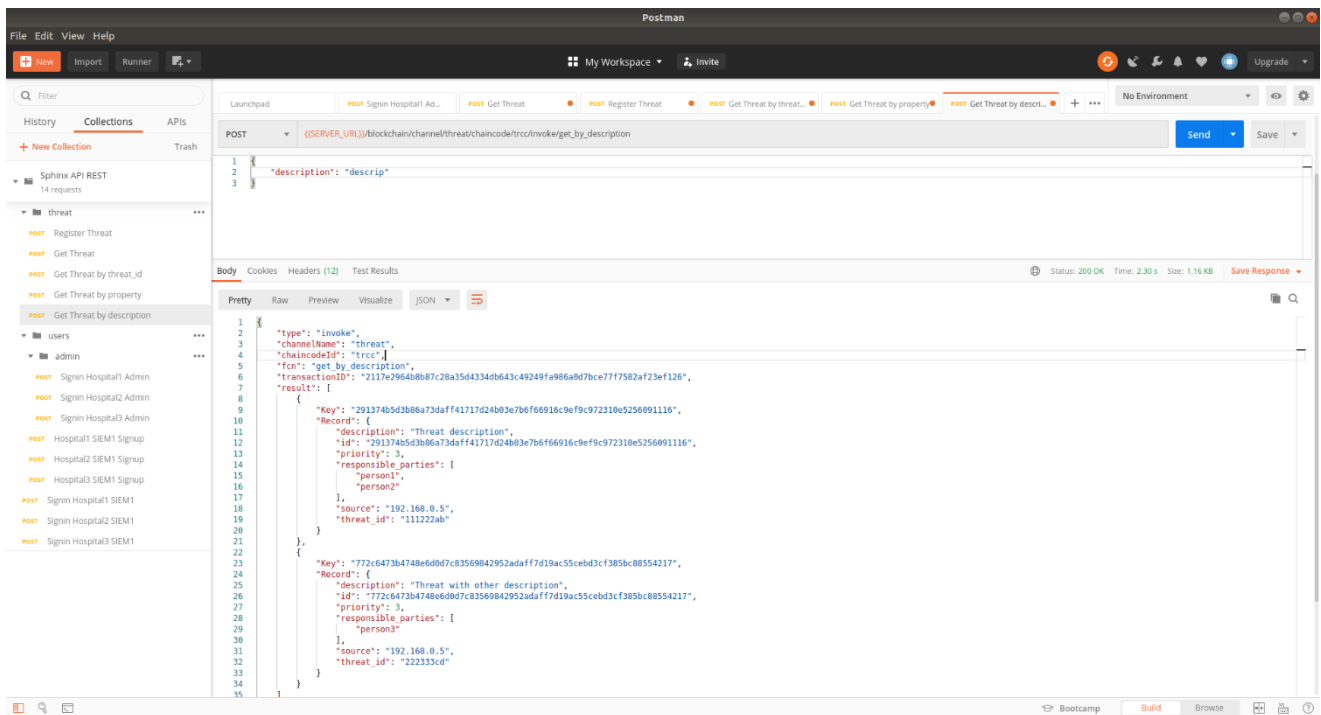 Postman
File Edit View Help
New Import Runner My Workspace Invite Upgrade
Filter
History Collections APIs
+ New Collection Trash
Sphinx API REST
14 requests
threat
POST Register Threat
POST Get Threat
POST Get Threat by threat_id
POST Get Threat by property
POST Get Threat by description
users
admin
POST Signin Hospital1 Admin
POST Signin Hospital2 Admin
POST Signin Hospital3 Admin
POST Hospital1 SIEM1 Signup
POST Hospital2 SIEM1 Signup
POST Hospital3 SIEM1 Signup
POST Signin Hospital1 SIEM1
POST Signin Hospital2 SIEM1
POST Signin Hospital3 SIEM1
Launchpad POST Signin Hospital1 Ad... POST Get Threat POST Register Threat POST Get Threat by threat... POST Get Threat by property POST Get Threat by descri... + ••• No Environment
POST {{SERVER_URL}}/blockchain/channel/threat/chaincode/trcc/invoke/get_by_description Send Save
1 {
2 "description": "descrip"
3 }
Body Cookies Headers (12) Test Results Status: 200 OK Time: 2.30 s Size: 1.16 KB Save Response
Pretty Raw Preview Visualize JSON
1 {
2 "type": "invoke",
3 "channelName": "threat",
4 "chaincodeId": "trcc",
5 "fcn": "get_by_description",
6 "transactionID": "2117e2964b8b87c28a35d4334db643c49249fa986a0d7bce77f7582af23ef126",
7 "result": [
8 {
9 "Key": "291374b5d3b86a73daff41717d24b03e7b6f66916c9ef9c972310e5256091116",
10 "Record": {
11 "description": "Threat description",
12 "id": "291374b5d3b86a73daff41717d24b03e7b6f66916c9ef9c972310e5256091116",
13 "priority": 3,
14 "responsible_parties": [
15 "person1",
16 "person2"
17 ],
18 "source": "192.168.0.5",
19 "threat_id": "111222ab"
20 }
21 },
22 {
23 "Key": "772c6473b4748e6d0d7c83569842952adaff7d19ac55cebd3cf385bc88554217",
24 "Record": {
25 "description": "Threat with other description",
26 "id": "772c6473b4748e6d0d7c83569842952adaff7d19ac55cebd3cf385bc88554217",
27 "priority": 3,
28 "responsible_parties": [
29 "person3"
30 ],
31 "source": "192.168.0.5",
32 "threat_id": "222333cd"
33 }
34 }
35 ]
Bootcamp Build Browse